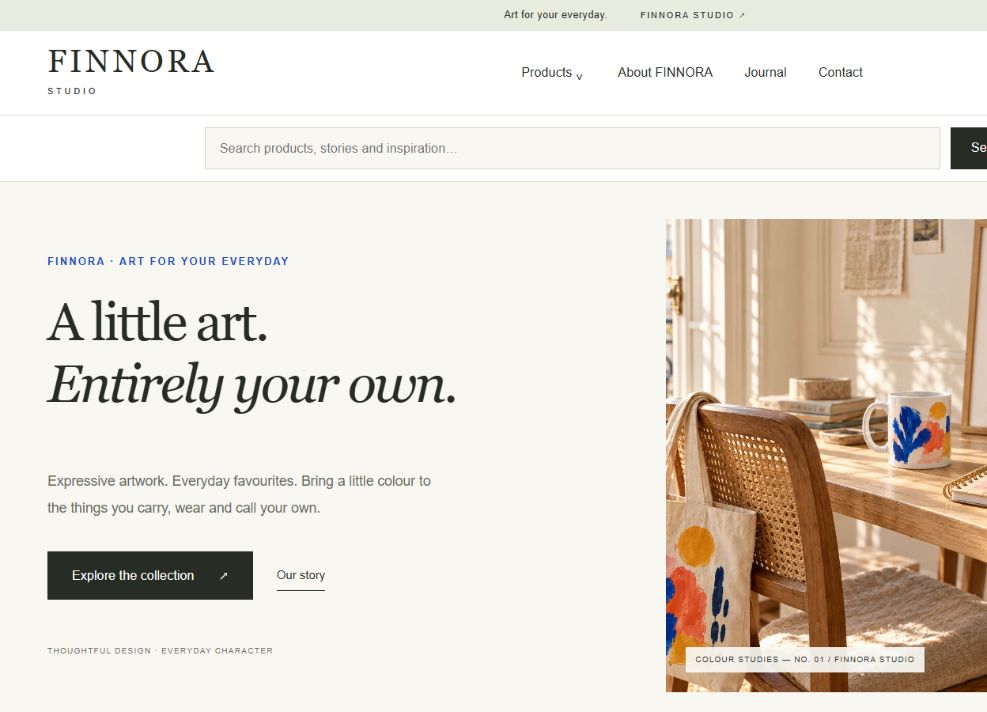 Art for your everyday. FINNORA STUDIO ↗
FINNORA
STUDIO
Products v About FINNORA Journal Contact
Search products, stories and inspiration… Se
FINNORA · ART FOR YOUR EVERYDAY
A little art.
Entirely your own.
Expressive artwork. Everyday favourites. Bring a little colour to
the things you carry, wear and call your own.
Explore the collection ↗ Our story
THOUGHTFUL DESIGN · EVERYDAY CHARACTER
COLOUR STUDIES — NO. 01 / FINNORA STUDIO